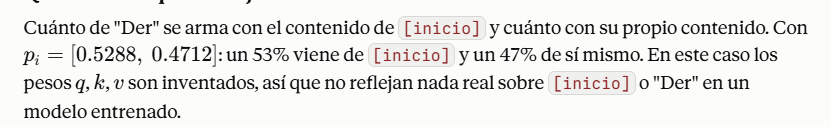 Cuánto de "Der" se arma con el contenido de [inicio] y cuánto con su propio contenido. Con
pᵢ = [0.5288, 0.4712]: un 53% viene de [inicio] y un 47% de sí mismo. En este caso los
pesos q, k, v son inventados, así que no reflejan nada real sobre [inicio] o "Der" en un
modelo entrenado.